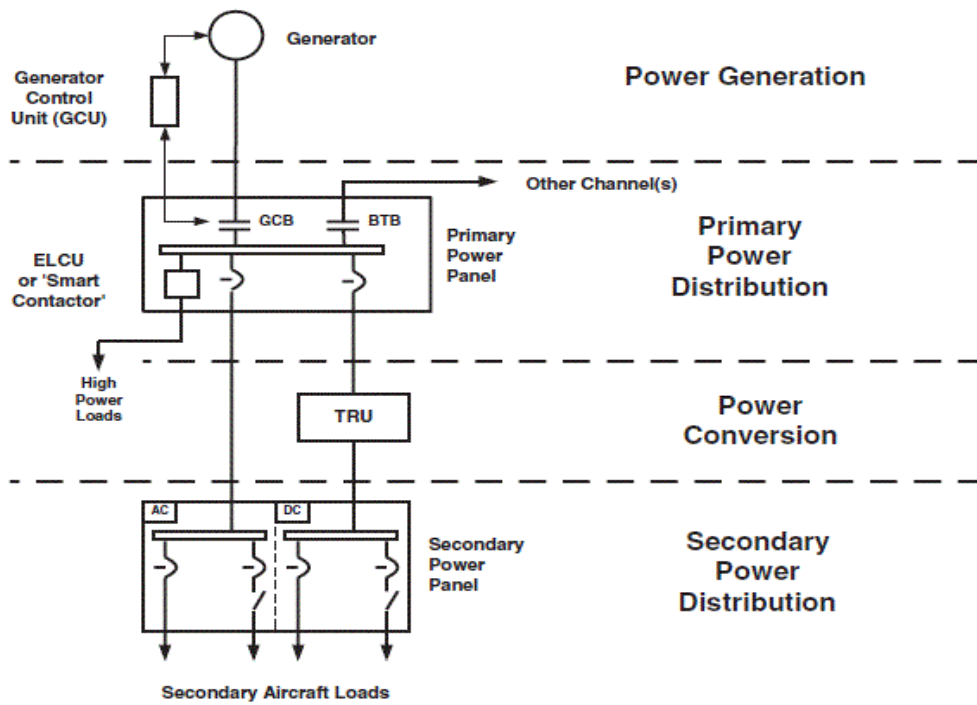 Generator
Generator
Control
Unit (GCU)
Power Generation
Other Channel(s)
GCB
BTB
Primary
Power
Panel
Primary
Power
Distribution
ELCU
or 'Smart
Contactor'
High
Power
Loads
TRU
Power
Conversion
AC
DC
Secondary
Power
Panel
Secondary
Power
Distribution
Secondary Aircraft Loads